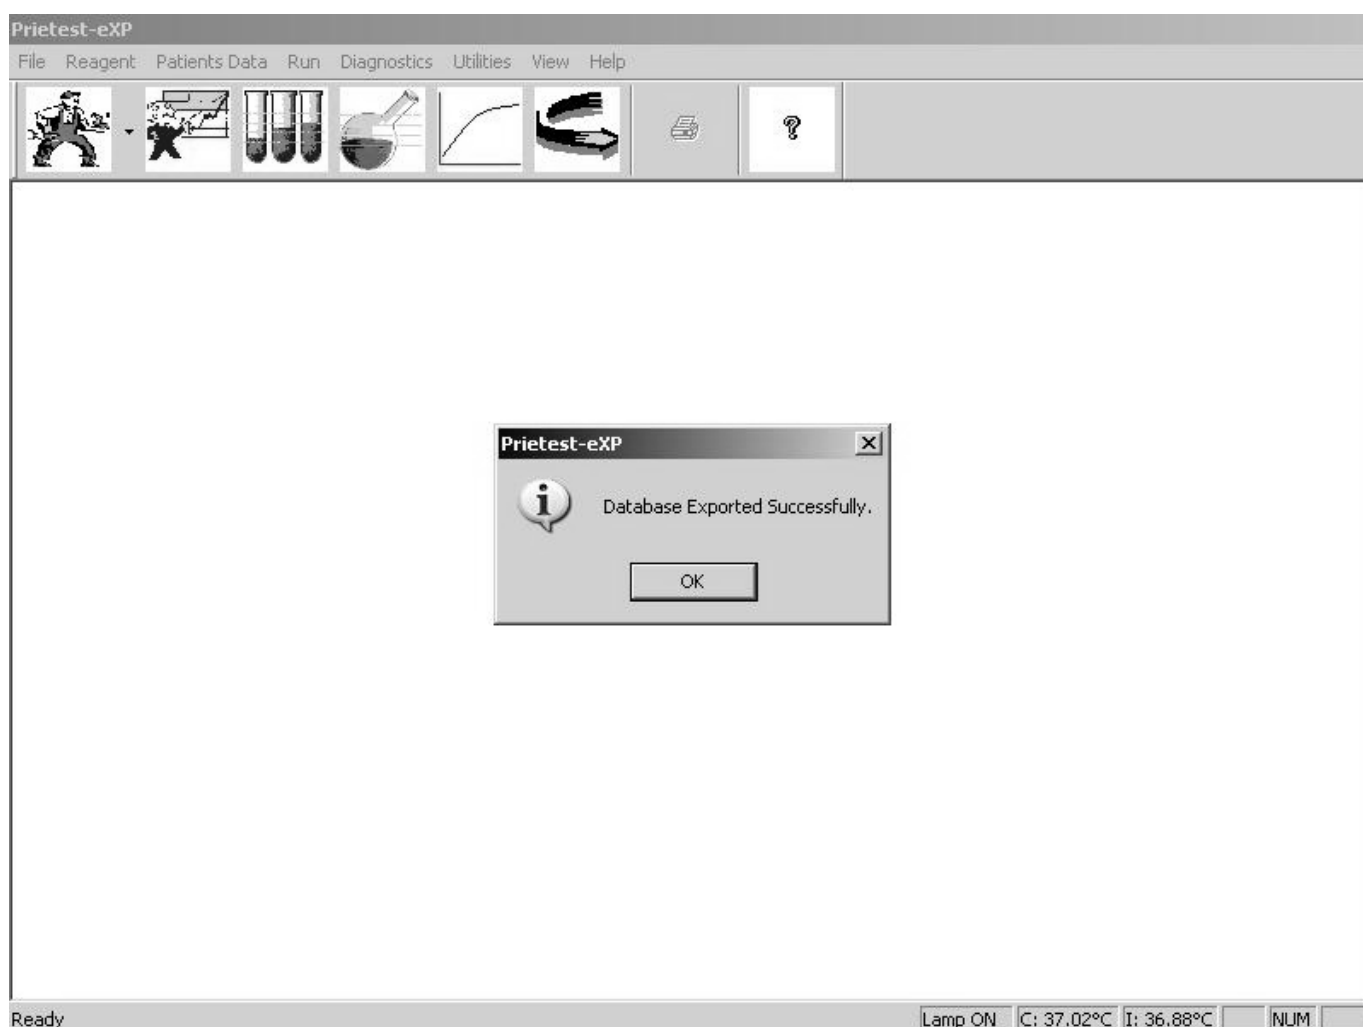 Prietest-eXP
File Reagent Patients Data Run Diagnostics Utilities View Help
?
Prietest-eXP
Database Exported Successfully.
OK
Ready Lamp ON C: 37.02°C I: 36.88°C NUM